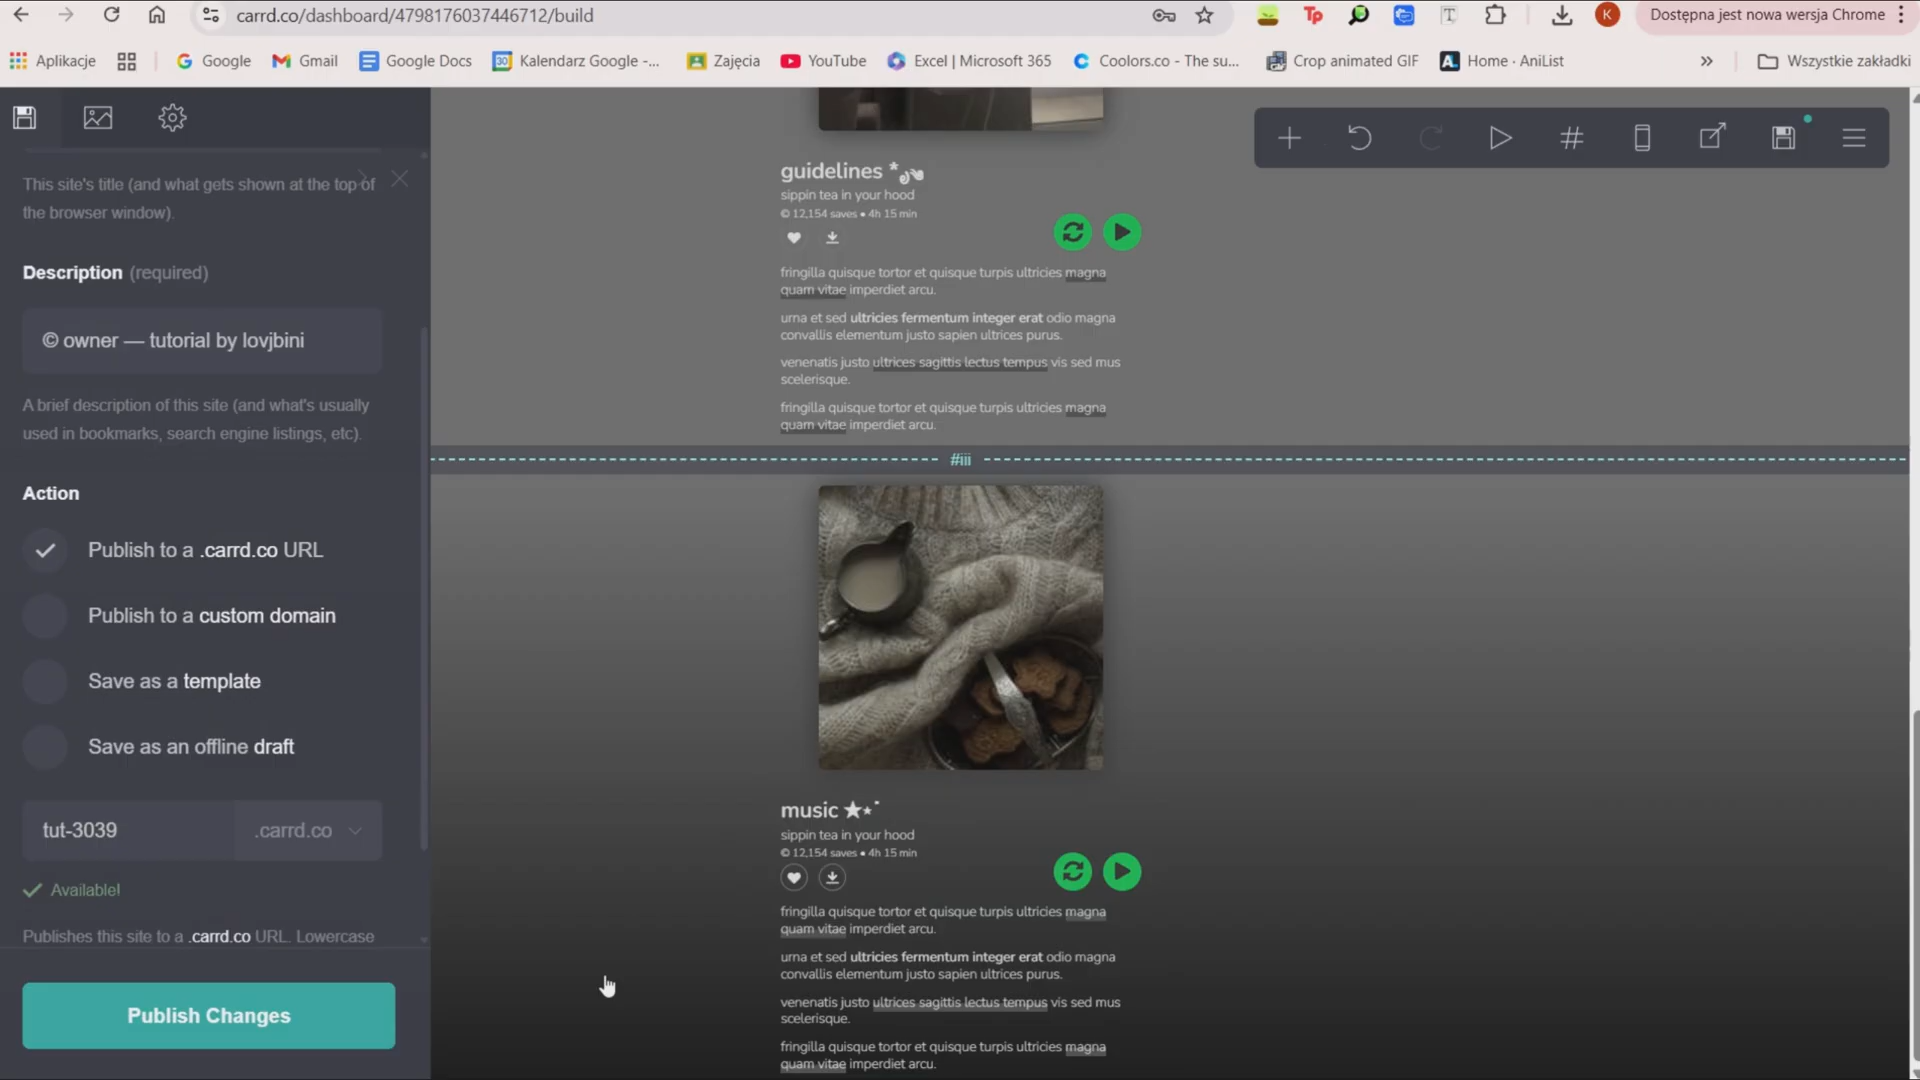 carrd.co/dashboard/4798176037446712/build
Tp
T
K
Dostępna jest nowa wersja Chrome
Aplikacje
Google
Gmail
Google Docs
30
Kalendarz Google -...
Zajęcia
YouTube
Excel | Microsoft 365
Coolors.co - The su...
Crop animated GIF
Home · AniList
»
Wszystkie zakładki
This site's title (and what gets shown at the top of
the browser window).
Description (required)
© owner — tutorial by lovjbini
A brief description of this site (and what's usually
used in bookmarks, search engine listings, etc).
Action
Publish to a .carrd.co URL
Publish to a custom domain
Save as a template
Save as an offline draft
tut-3039
.carrd.co
Available!
Publishes this site to a .carrd.co URL. Lowercase
Publish Changes
#
guidelines *
sippin tea in your hood
© 12,154 saves • 4h 15 min
fringilla quisque tortor et quisque turpis ultricies magna
quam vitae imperdiet arcu.
urna et sed ultricies fermentum integer erat odio magna
convallis elementum justo sapien ultrices purus.
venenatis justo ultrices sagittis lectus tempus vis sed mus
scelerisque.
fringilla quisque tortor et quisque turpis ultricies magna
quam vitae imperdiet arcu.
#iii
music ★⋆˚
sippin tea in your hood
© 12,154 saves • 4h 15 min
fringilla quisque tortor et quisque turpis ultricies magna
quam vitae imperdiet arcu.
urna et sed ultricies fermentum integer erat odio magna
convallis elementum justo sapien ultrices purus.
venenatis justo ultrices sagittis lectus tempus vis sed mus
scelerisque.
fringilla quisque tortor et quisque turpis ultricies magna
quam vitae imperdiet arcu.